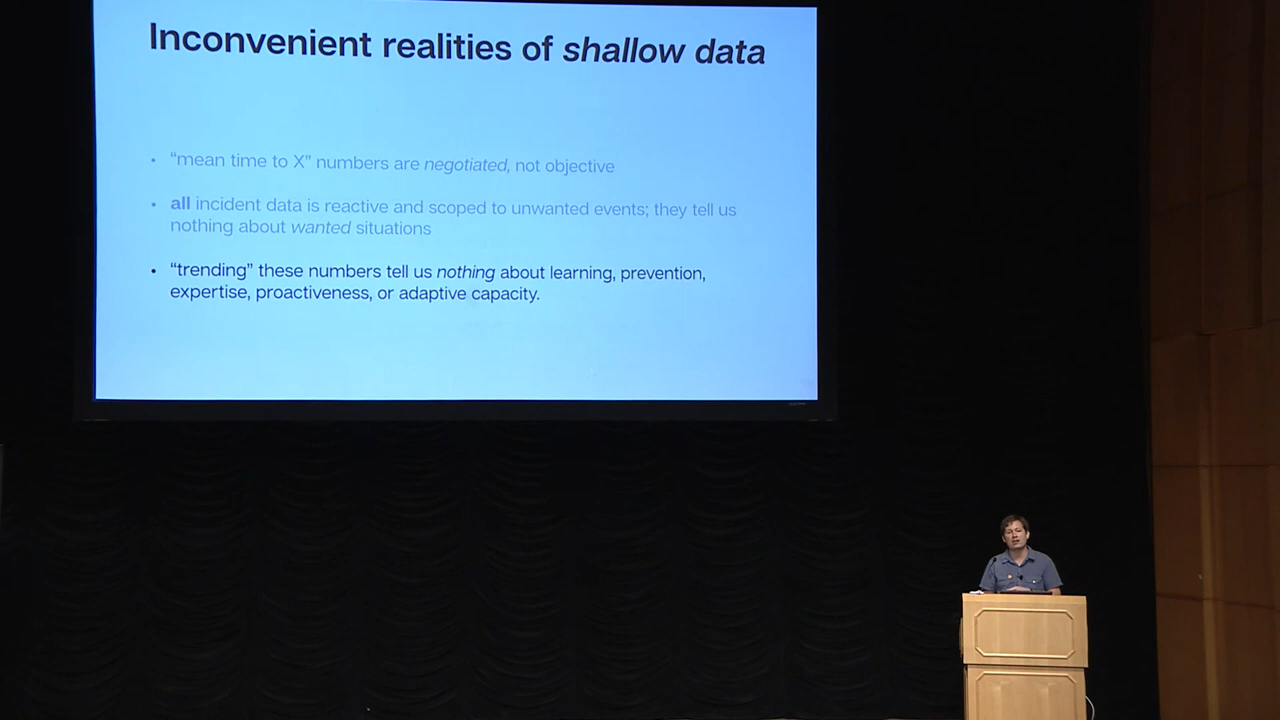 Inconvenient realities of shallow data
• “mean time to X” numbers are negotiated, not objective
• all incident data is reactive and scoped to unwanted events; they tell us
nothing about wanted situations
• “trending” these numbers tell us nothing about learning, prevention,
expertise, proactiveness, or adaptive capacity.